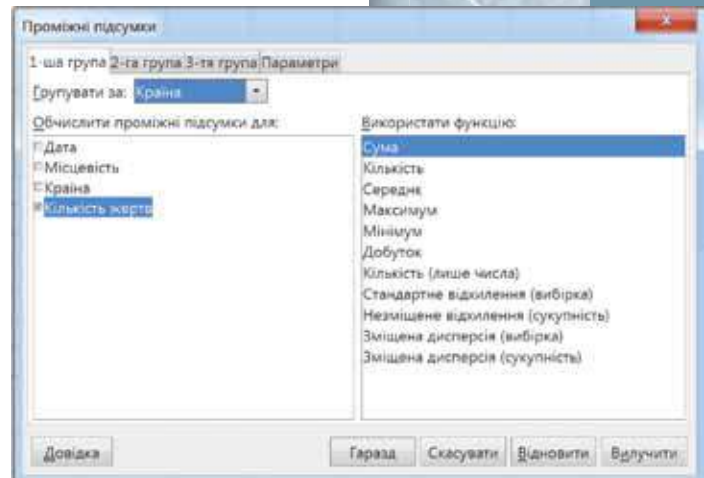 Проміжні підсумки
1-ша група 2-га група 3-тя група Параметри
Групувати за: Країна
Обчислити проміжні підсумки для:
Дата
Місцевість
Країна
Кількість жертв
Використати функцію:
Сума
Кількість
Середнє
Максимум
Мінімум
Добуток
Кількість (лише числа)
Стандартне відхилення (вибірка)
Незміщене відхилення (сукупність)
Зміщена дисперсія (вибірка)
Зміщена дисперсія (сукупність)
Довідка Гаразд Скасувати Відновити Вилучити